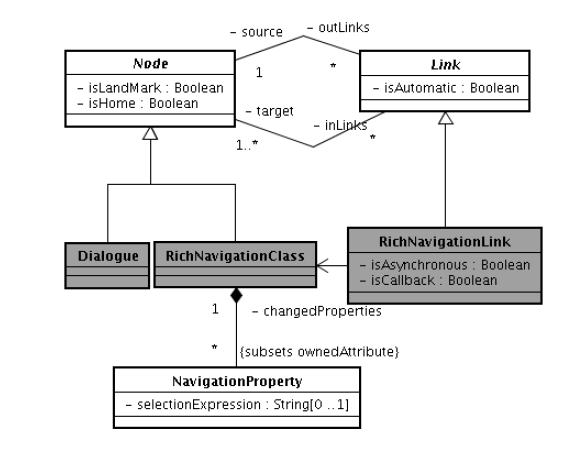 - source
- outLinks
Node
- isLandMark : Boolean
- isHome : Boolean
1
*
Link
- isAutomatic : Boolean
- target
- inLinks
1..*
*
Dialogue
RichNavigationClass
RichNavigationLink
- isAsynchronous : Boolean
- isCallback : Boolean
1
- changedProperties
*
{subsets ownedAttribute}
NavigationProperty
- selectionExpression : String[0 ..1]